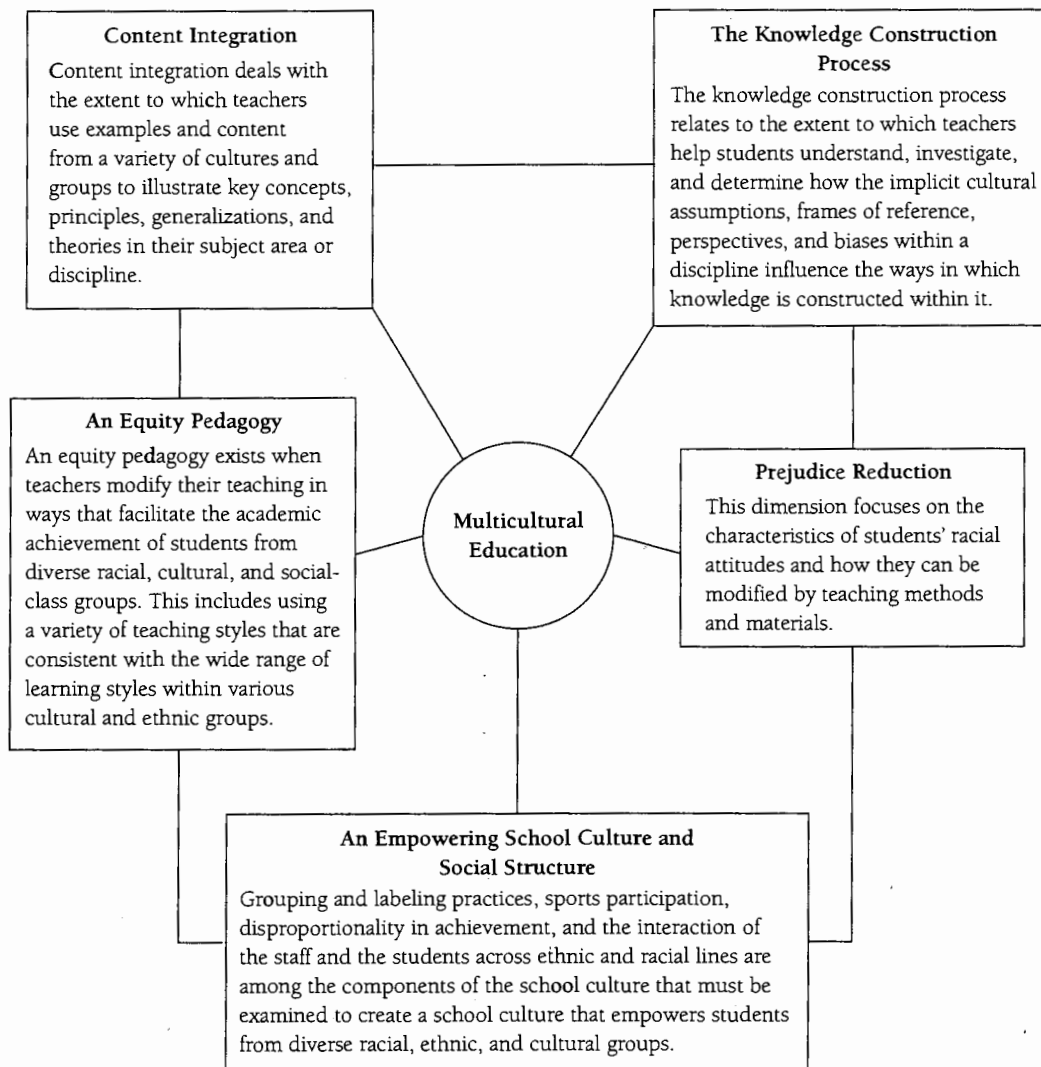 Content Integration
Content integration deals with
the extent to which teachers
use examples and content
from a variety of cultures and
groups to illustrate key concepts,
principles, generalizations, and
theories in their subject area or
discipline.
The Knowledge Construction
Process
The knowledge construction process
relates to the extent to which teachers
help students understand, investigate,
and determine how the implicit cultural
assumptions, frames of reference,
perspectives, and biases within a
discipline influence the ways in which
knowledge is constructed within it.
An Equity Pedagogy
An equity pedagogy exists when
teachers modify their teaching in
ways that facilitate the academic
achievement of students from
diverse racial, cultural, and social-
class groups. This includes using
a variety of teaching styles that are
consistent with the wide range of
learning styles within various
cultural and ethnic groups.
Multicultural
Education
Prejudice Reduction
This dimension focuses on the
characteristics of students' racial
attitudes and how they can be
modified by teaching methods
and materials.
An Empowering School Culture and
Social Structure
Grouping and labeling practices, sports participation,
disproportionality in achievement, and the interaction of
the staff and the students across ethnic and racial lines are
among the components of the school culture that must be
examined to create a school culture that empowers students
from diverse racial, ethnic, and cultural groups.